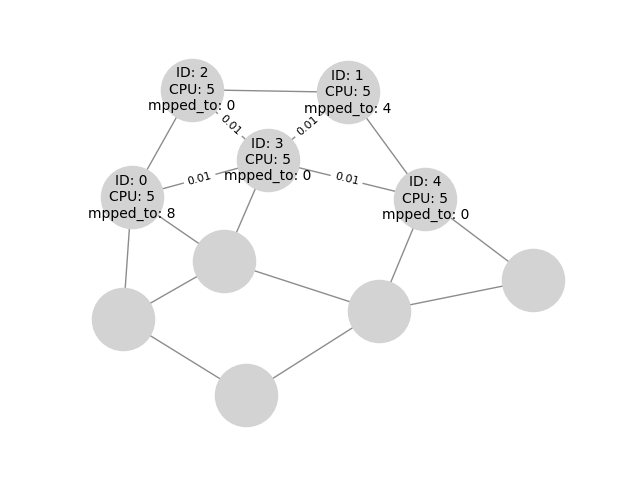 ID: 2
CPU: 5
mpped_to: 0
ID: 1
CPU: 5
mpped_to: 4
0.01
0.01
ID: 3
CPU: 5
mpped_to: 0
0.01
0.01
ID: 0
CPU: 5
mpped_to: 8
ID: 4
CPU: 5
mpped_to: 0